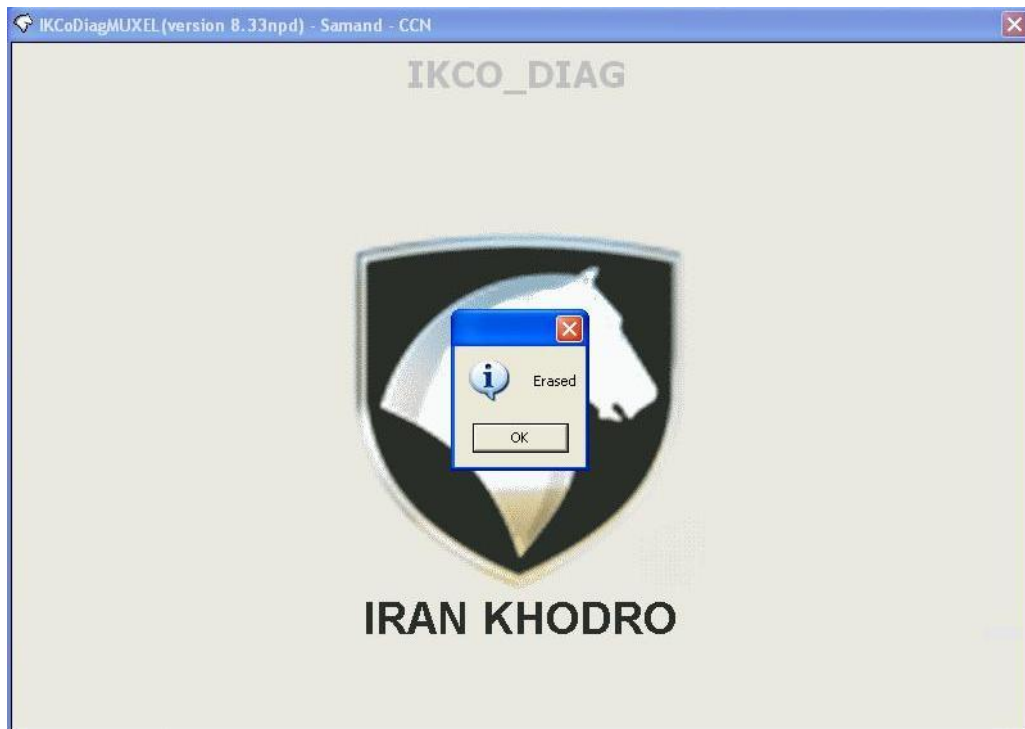 IKCoDiagMUXEL(version 8.33npd) - Samand - CCN
IKCO_DIAG
Erased
OK
IRAN KHODRO